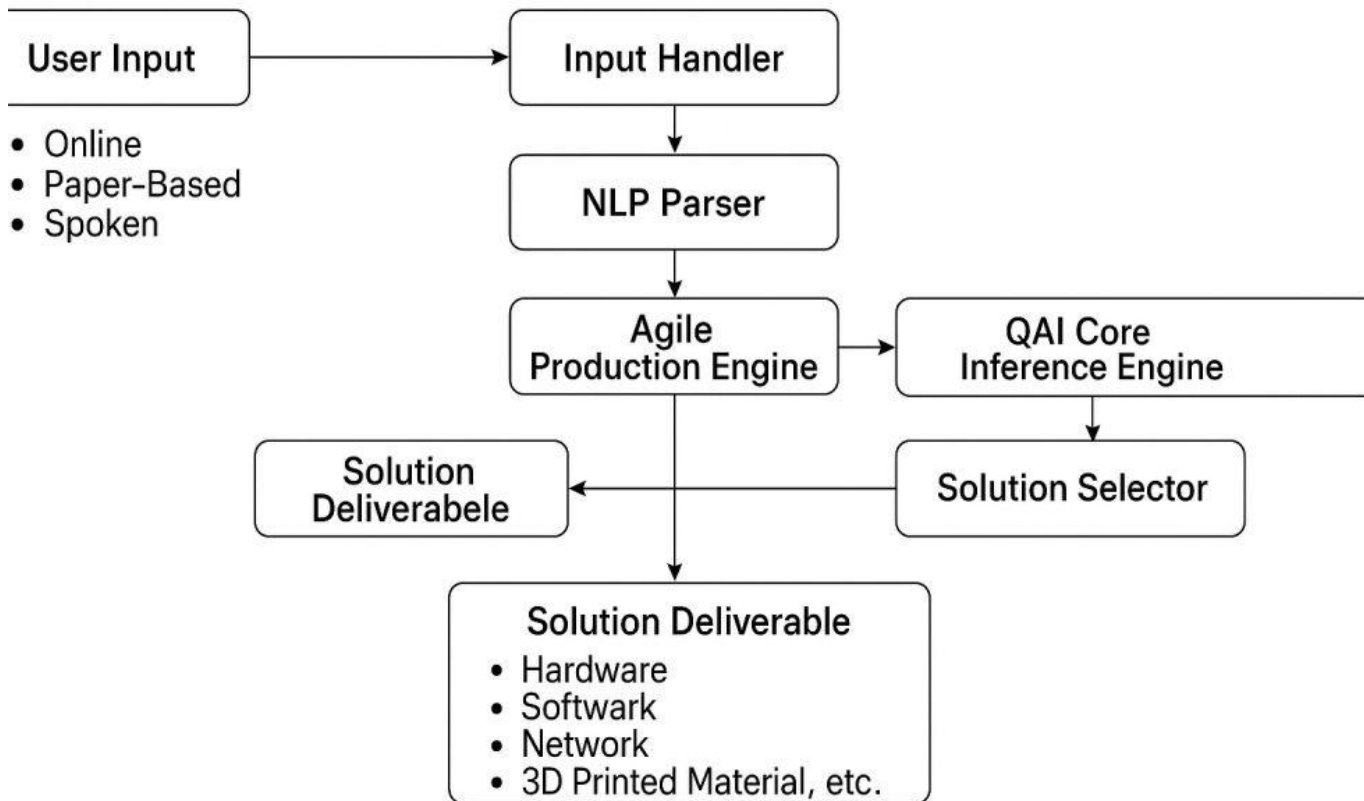 User Input
Input Handler
• Online
• Paper-Based
• Spoken
NLP Parser
Agile
Production Engine
QAI Core
Inference Engine
Solution
Deliverabele
Solution Selector
Solution Deliverable
• Hardware
• Softwark
• Network
• 3D Printed Material, etc.